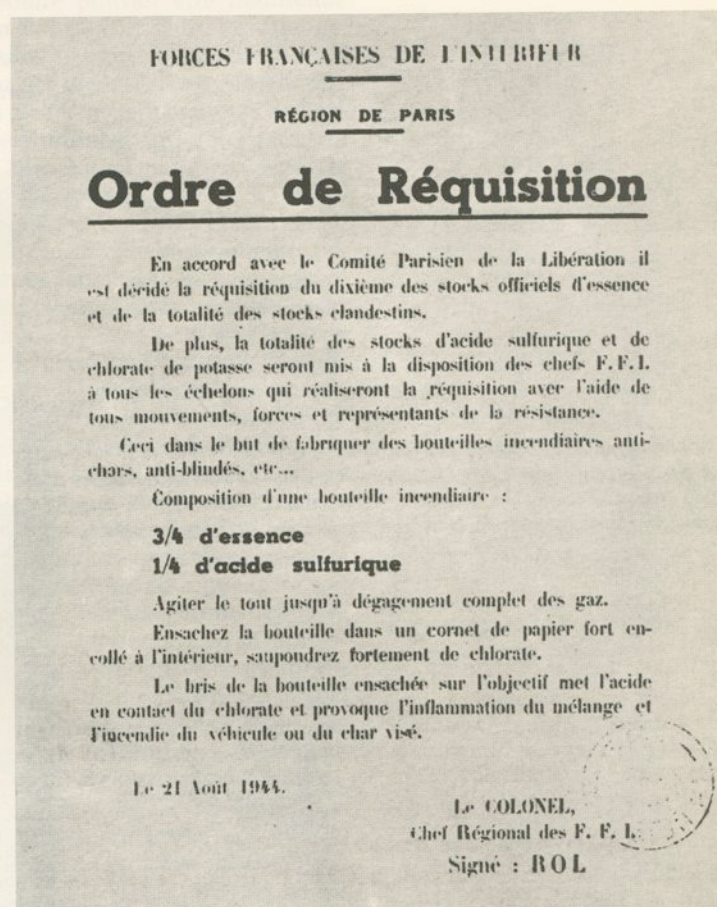 FORCES FRANÇAISES DE L'INTERIEUR
RÉGION DE PARIS
Ordre de Réquisition
En accord avec le Comité Parisien de la Libération il
est décidé la réquisition du dixième des stocks officiels d'essence
et de la totalité des stocks clandestins.
De plus, la totalité des stocks d'acide sulfurique et de
chlorate de potasse seront mis à la disposition des chefs F.F.I.
à tous les échelons qui réaliseront la réquisition avec l'aide de
tous mouvements, forces et représentants de la résistance.
Ceci dans le but de fabriquer des bouteilles incendiaires anti-
chars, anti-blindés, etc...
Composition d'une bouteille incendiaire :
3/4 d'essence
1/4 d'acide sulfurique
Agiter le tout jusqu'à dégagement complet des gaz.
Ensachez la bouteille dans un cornet de papier fort en-
collé à l'intérieur, saupondrez fortement de chlorate.
Le bris de la bouteille ensachée sur l'objectif met l'acide
en contact du chlorate et provoque l'inflammation du mélange et
l'incendie du véhicule ou du char visé.
Le 21 Août 1944.
Le COLONEL,
Chef Régional des F. F. I.
Signé : ROL